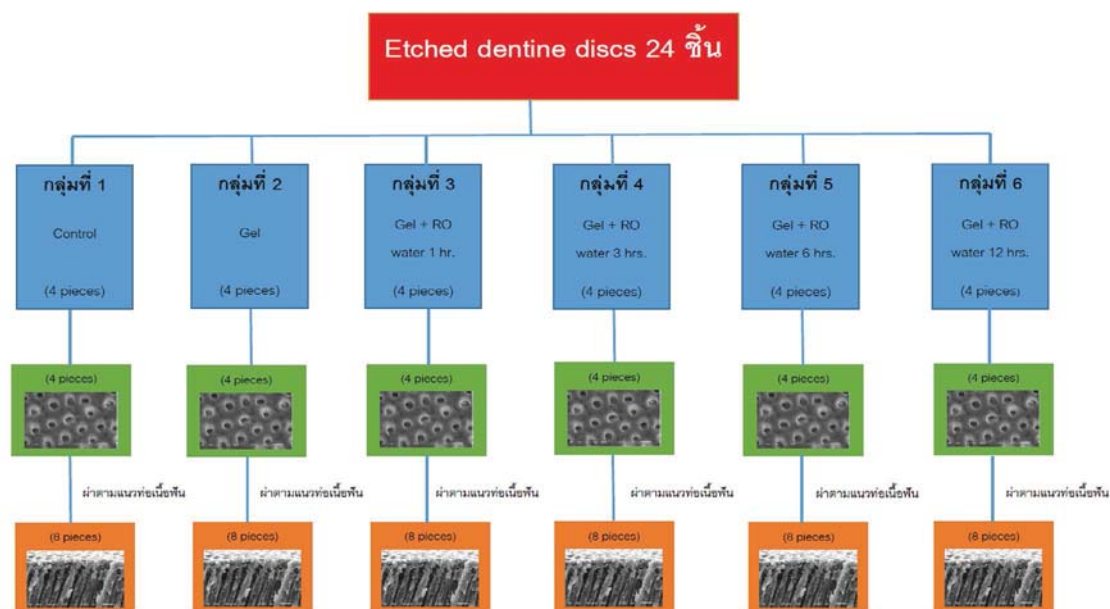 Etched dentine discs 24 ชิ้น
กลุ่มที่ 1
Control
(4 pieces)
กลุ่มที่ 2
Gel
(4 pieces)
กลุ่มที่ 3
Gel + RO
water 1 hr.
(4 pieces)
กลุ่มที่ 4
Gel + RO
water 3 hrs.
(4 pieces)
กลุ่มที่ 5
Gel + RO
water 6 hrs.
(4 pieces)
กลุ่มที่ 6
Gel + RO
water 12 hrs.
(4 pieces)
(4 pieces)
(4 pieces)
(4 pieces)
(4 pieces)
(4 pieces)
(4 pieces)
ผ่าตามแนวท่อเนื้อฟัน
ผ่าตามแนวท่อเนื้อฟัน
ผ่าตามแนวท่อเนื้อฟัน
ผ่าตามแนวท่อเนื้อฟัน
ผ่าตามแนวท่อเนื้อฟัน
ผ่าตามแนวท่อเนื้อฟัน
(8 pieces)
(8 pieces)
(8 pieces)
(8 pieces)
(8 pieces)
(8 pieces)